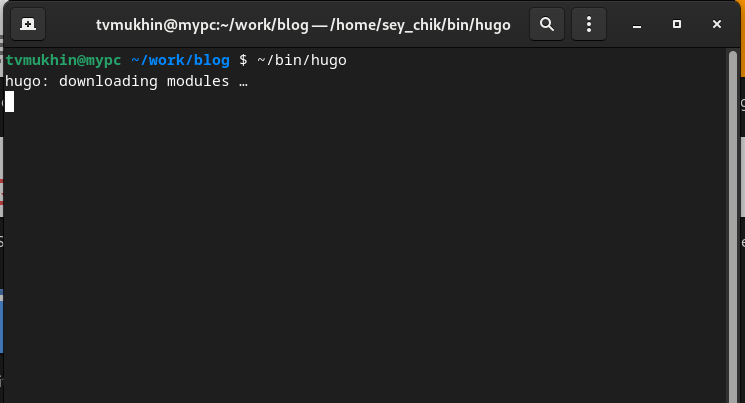 tvmukhin@mypc:~/work/blog — /home/sey_chik/bin/hugo
tvmukhin@mypc ~/work/blog $ ~/bin/hugo
hugo: downloading modules …